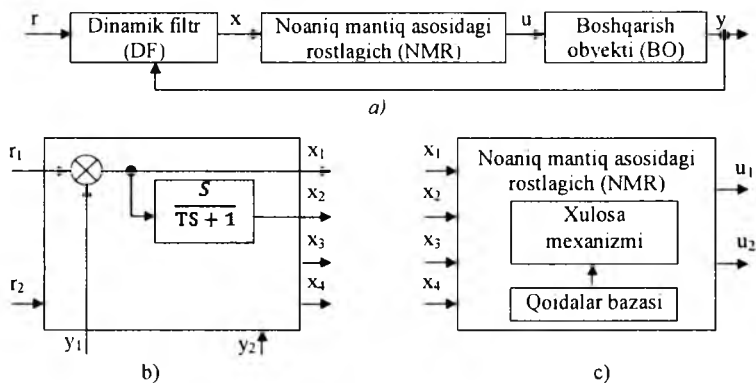 r
Dinamik filtr
(DF)
x
Noaniq mantiq asosidagi
rostlagich (NMR)
u
Boshqarish
obvekti (BO)
y
a)
r₁
r₂
S
TS + 1
x₁
x₂
x₃
x₄
y₁
y₂
b)
x₁
x₂
x₃
x₄
Noaniq mantiq asosidagi
rostlagich (NMR)
Xulosa
mexanizmi
Qoidalar bazasi
u₁
u₂
c)